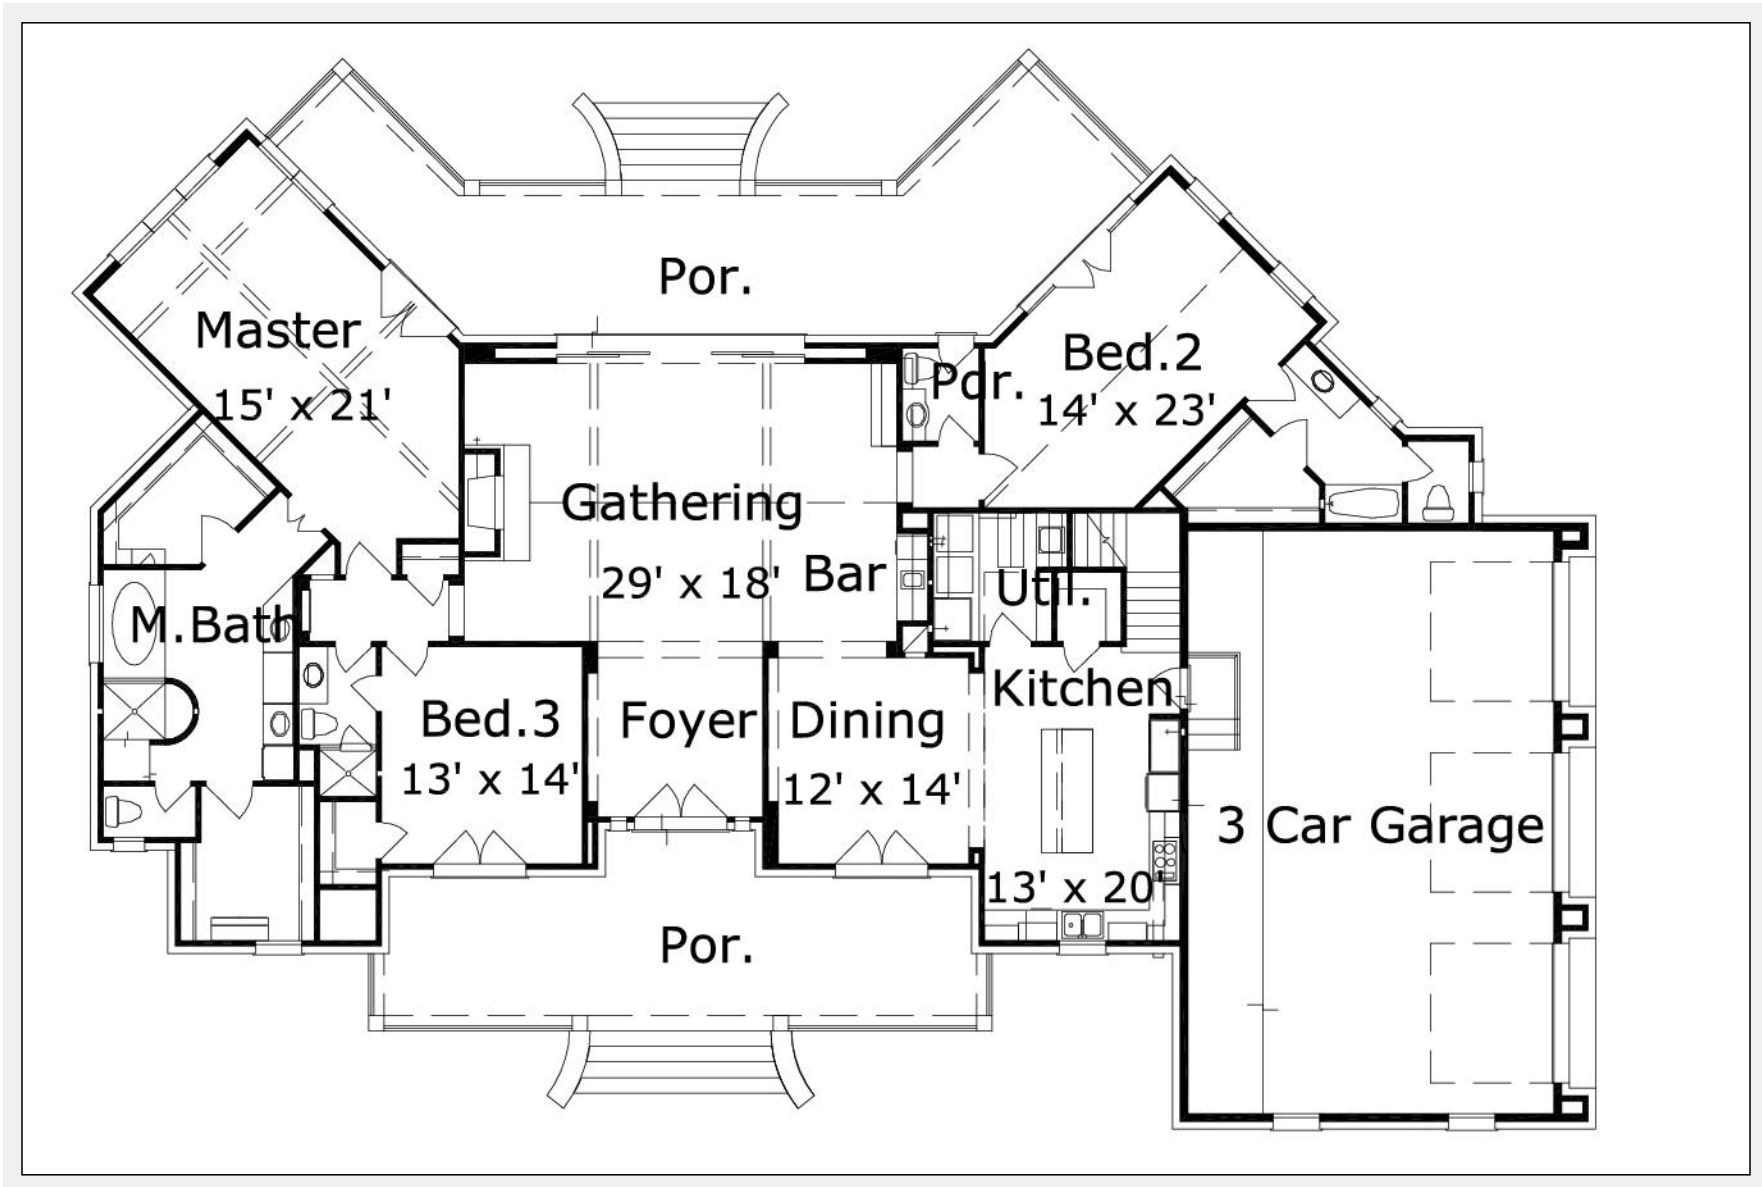 Por.
Master
15' x 21'
Bed.2
14' x 23'
Pdr.
Gathering
29' x 18'
Bar
Util.
M.Bath
Kitchen
13' x 20'
Bed.3
13' x 14'
Foyer
Dining
12' x 14'
3 Car Garage
Por.